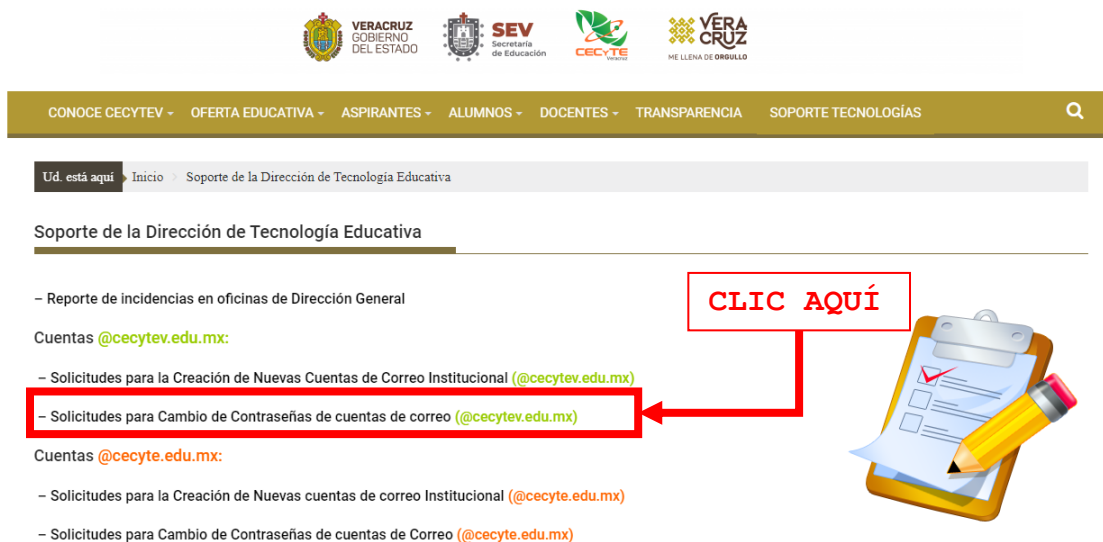 VERACRUZ
GOBIERNO
DEL ESTADO
SEV
Secretaría
de Educación
CECyTE
Veracruz
VERA
CRUZ
ME LLENA DE ORGULLO
CONOCE CECYTEV OFERTA EDUCATIVA ASPIRANTES ALUMNOS DOCENTES TRANSPARENCIA SOPORTE TECNOLOGÍAS
Ud. está aquí Inicio > Soporte de la Dirección de Tecnología Educativa
Soporte de la Dirección de Tecnología Educativa
– Reporte de incidencias en oficinas de Dirección General
CLIC AQUÍ
Cuentas @cecytev.edu.mx:
– Solicitudes para la Creación de Nuevas Cuentas de Correo Institucional (@cecytev.edu.mx)
– Solicitudes para Cambio de Contraseñas de cuentas de correo (@cecytev.edu.mx)
Cuentas @cecyte.edu.mx:
– Solicitudes para la Creación de Nuevas cuentas de correo Institucional (@cecyte.edu.mx)
– Solicitudes para Cambio de Contraseñas de cuentas de Correo (@cecyte.edu.mx)